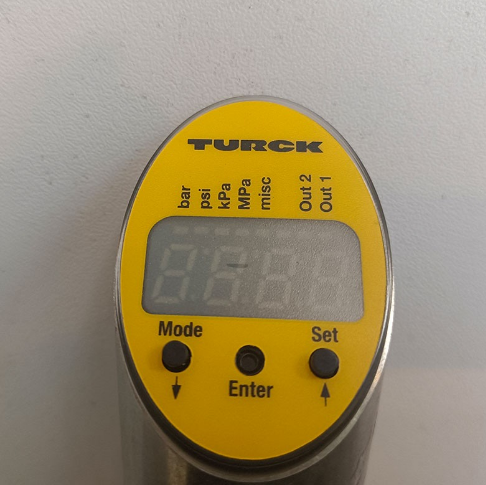 TURCK
bar
psi
kPa
MPa
misc
Out 2
Out 1
Mode
Set
Enter